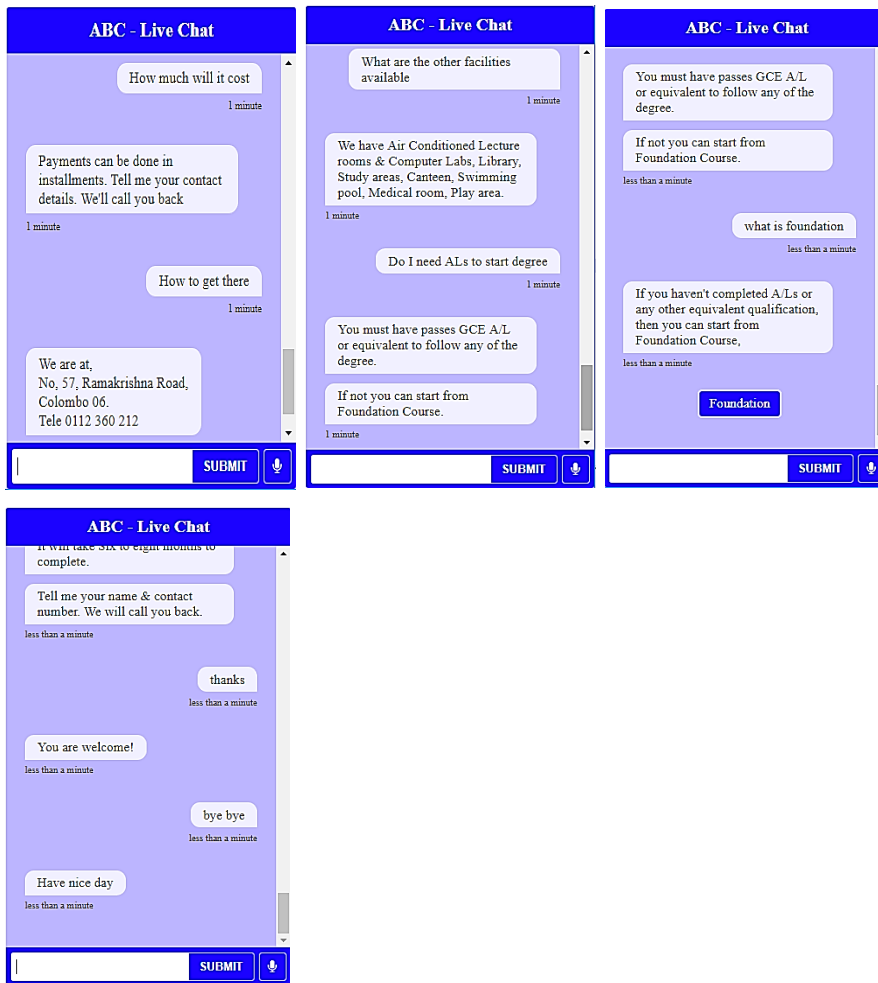 ABC - Live Chat
How much will it cost
1 minute
Payments can be done in
installments. Tell me your contact
details. We'll call you back
1 minute
How to get there
1 minute
We are at,
No, 57, Ramakrishna Road,
Colombo 06.
Tele 0112 360 212
SUBMIT
ABC - Live Chat
What are the other facilities
available
1 minute
We have Air Conditioned Lecture
rooms & Computer Labs, Library,
Study areas, Canteen, Swimming
pool, Medical room, Play area.
1 minute
Do I need ALs to start degree
1 minute
You must have passes GCE A/L
or equivalent to follow any of the
degree.
If not you can start from
Foundation Course.
1 minute
SUBMIT
ABC - Live Chat
You must have passes GCE A/L
or equivalent to follow any of the
degree.
If not you can start from
Foundation Course.
less than a minute
what is foundation
less than a minute
If you haven't completed A/Ls or
any other equivalent qualification,
then you can start from
Foundation Course,
less than a minute
Foundation
SUBMIT
ABC - Live Chat
It will take Six to eight months to
complete.
Tell me your name & contact
number. We will call you back.
less than a minute
thanks
less than a minute
You are welcome!
less than a minute
bye bye
less than a minute
Have nice day
less than a minute
SUBMIT